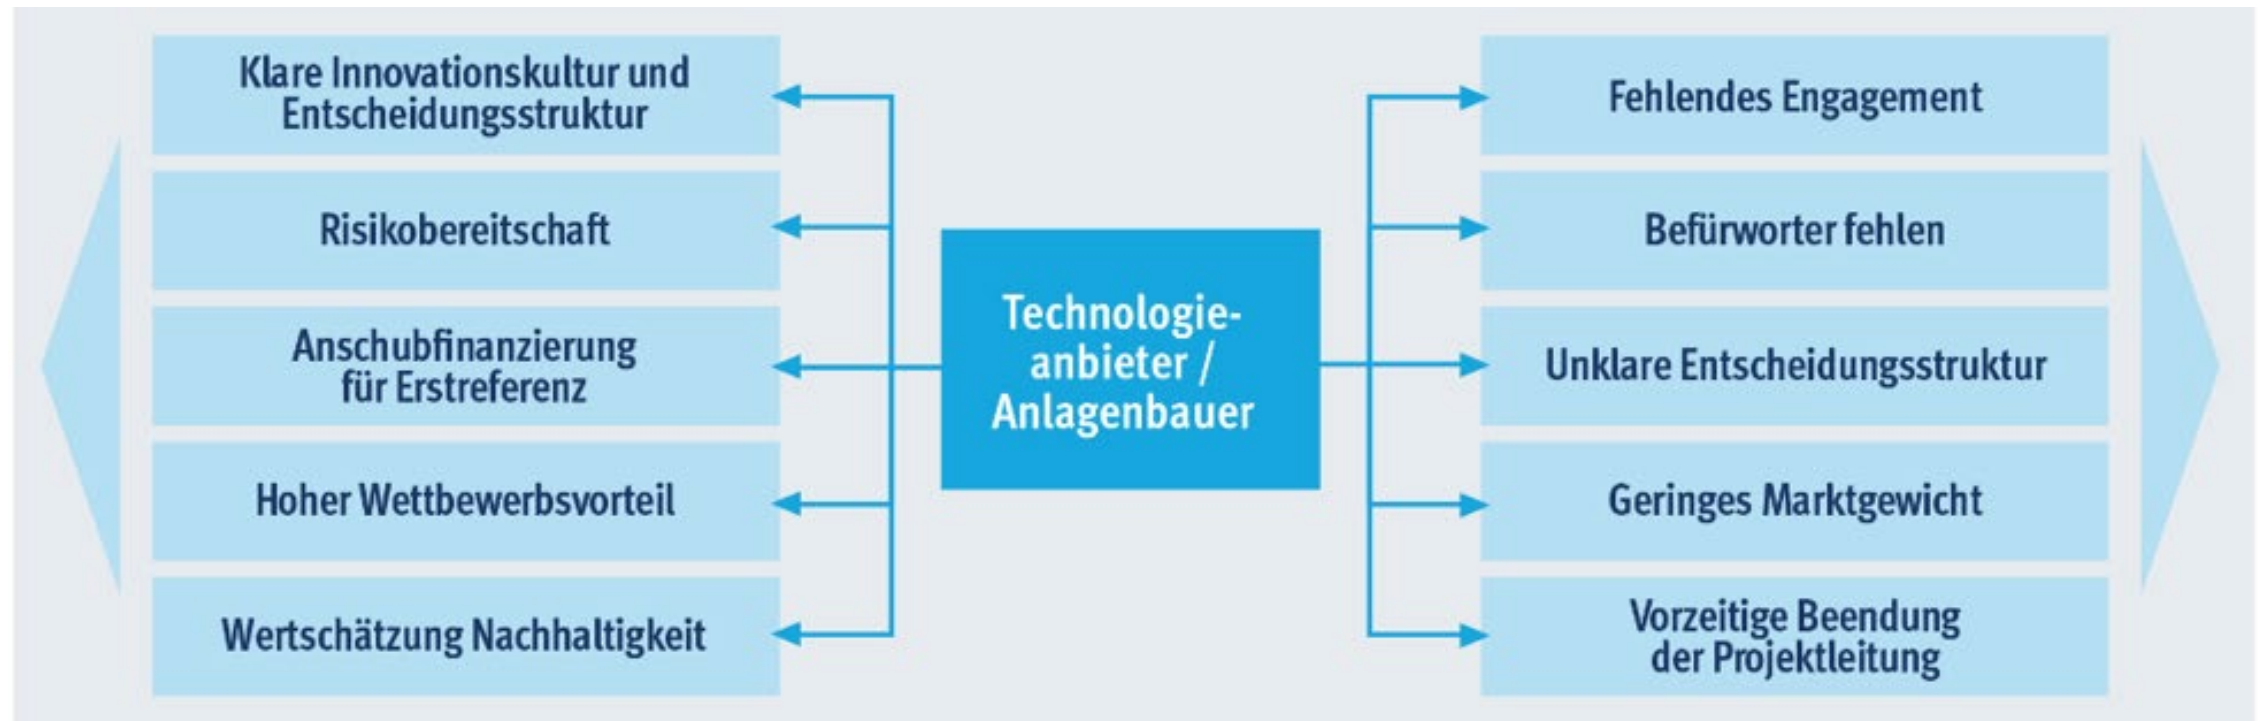 Klare Innovationskultur und
Entscheidungsstruktur
Risikobereitschaft
Anschubfinanzierung
für Erstreferenz
Hoher Wettbewerbsvorteil
Wertschätzung Nachhaltigkeit
Technologie-
anbieter /
Anlagenbauer
Fehlendes Engagement
Befürworter fehlen
Unklare Entscheidungsstruktur
Geringes Marktgewicht
Vorzeitige Beendung
der Projektleitung